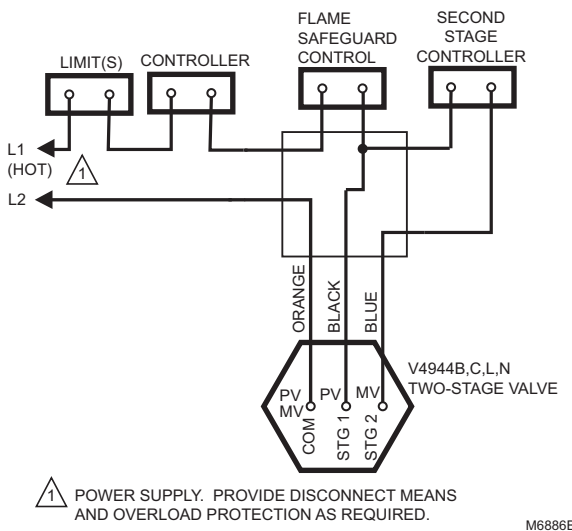 LIMIT(S)
CONTROLLER
FLAME
SAFEGUARD
CONTROL
SECOND
STAGE
CONTROLLER
L1
(HOT)
1
L2
ORANGE
BLACK
BLUE
V4944B,C,L,N
TWO-STAGE VALVE
PV
MV
PV
MV
COM
STG 1
STG 2
1
POWER SUPPLY. PROVIDE DISCONNECT MEANS
AND OVERLOAD PROTECTION AS REQUIRED.
M6886E